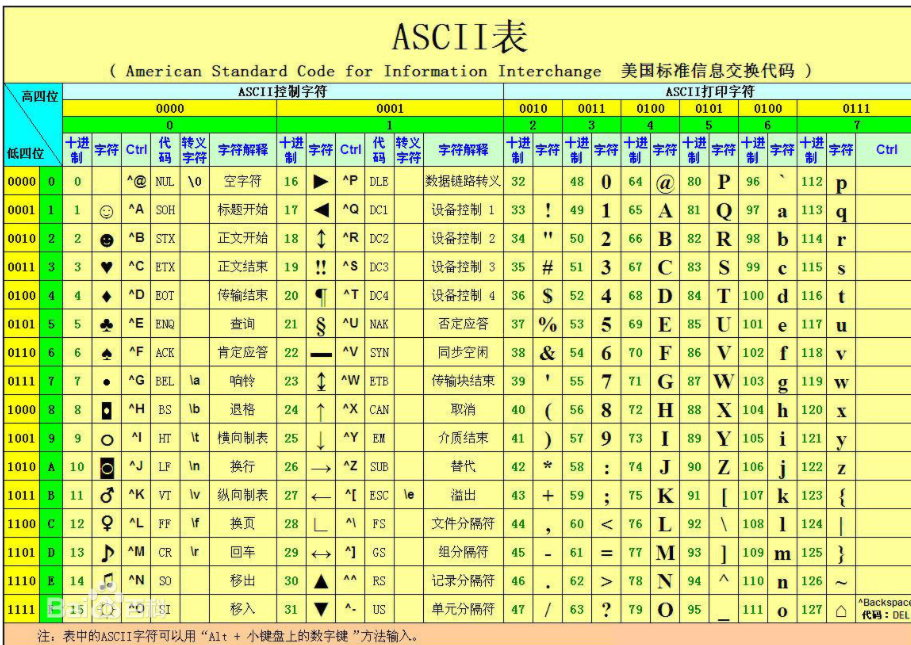 ASCII表
( American Standard Code for Information Interchange 美国标准信息交换代码 )
高四位 ASCII控制字符 ASCII打印字符
0000 0001 0010 0011 0100 0101 0100 0111
0 1 2 3 4 5 6 7
低四位 十进制 字符 Ctrl 代码 转义字符 字符解释 十进制 字符 Ctrl 代码 转义字符 字符解释 十进制 字符 十进制 字符 十进制 字符 十进制 字符 十进制 字符 十进制 字符 Ctrl
0000 0 0 ^@ NUL \0 空字符 16 ► ^P DLE 数据链路转义 32 48 0 64 @ 80 P 96 ` 112 p
0001 1 1 ☺ ^A SOH 标题开始 17 ◄ ^Q DC1 设备控制 1 33 ! 49 1 65 A 81 Q 97 a 113 q
0010 2 2 ☻ ^B STX 正文开始 18 ↕ ^R DC2 设备控制 2 34 " 50 2 66 B 82 R 98 b 114 r
0011 3 3 ♥ ^C ETX 正文结束 19 ‼ ^S DC3 设备控制 3 35 # 51 3 67 C 83 S 99 c 115 s
0100 4 4 ♦ ^D EOT 传输结束 20 ¶ ^T DC4 设备控制 4 36 $ 52 4 68 D 84 T 100 d 116 t
0101 5 5 ♣ ^E ENQ 查询 21 § ^U NAK 否定应答 37 % 53 5 69 E 85 U 101 e 117 u
0110 6 6 ♠ ^F ACK 肯定应答 22 ▬ ^V SYN 同步空闲 38 & 54 6 70 F 86 V 102 f 118 v
0111 7 7 • ^G BEL \a 响铃 23 ↨ ^W ETB 传输块结束 39 ' 55 7 71 G 87 W 103 g 119 w
1000 8 8 ◘ ^H BS \b 退格 24 ↑ ^X CAN 取消 40 ( 56 8 72 H 88 X 104 h 120 x
1001 9 9 ○ ^I HT \t 横向制表 25 ↓ ^Y EM 介质结束 41 ) 57 9 73 I 89 Y 105 i 121 y
1010 A 10 ◙ ^J LF \n 换行 26 → ^Z SUB 替代 42 * 58 : 74 J 90 Z 106 j 122 z
1011 B 11 ♂ ^K VT \v 纵向制表 27 ← ^[ ESC \e 溢出 43 + 59 ; 75 K 91 [ 107 k 123 {
1100 C 12 ♀ ^L FF \f 换页 28 ∟ ^\ FS 文件分隔符 44 , 60 < 76 L 92 \ 108 l 124 |
1101 D 13 ♪ ^M CR \r 回车 29 ↔ ^] GS 组分隔符 45 - 61 = 77 M 93 ] 109 m 125 }
1110 E 14 ♫ ^N SO 移出 30 ▲ ^^ RS 记录分隔符 46 . 62 > 78 N 94 ^ 110 n 126 ~
1111 15 ^O SI 移入 31 ▼ ^- US 单元分隔符 47 / 63 ? 79 O 95 _ 111 o 127 ⌂ ^Backspace 代码：DEL
注：表中的ASCII字符可以用“Alt + 小键盘上的数字键”方法输入。